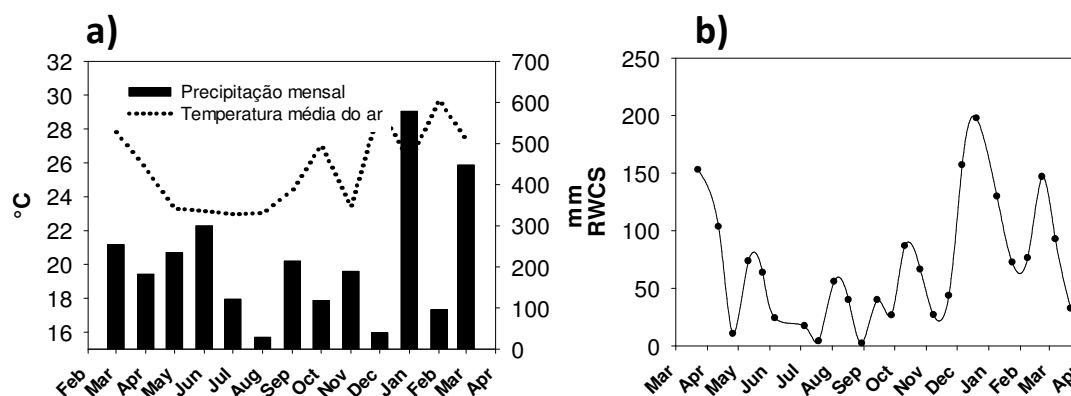 a)
32
30
28
26
24
22
20
18
16
°C
Precipitação mensal
Temperatura média do ar
700
600
500
400
300
200
100
0
mm
Feb Mar Apr May Jun Jul Aug Sep Oct Nov Dec Jan Feb Mar Apr
b)
250
200
150
100
50
0
RWCS
Mar Apr May Jun Jul Aug Sep Oct Nov Dec Jan Feb Mar